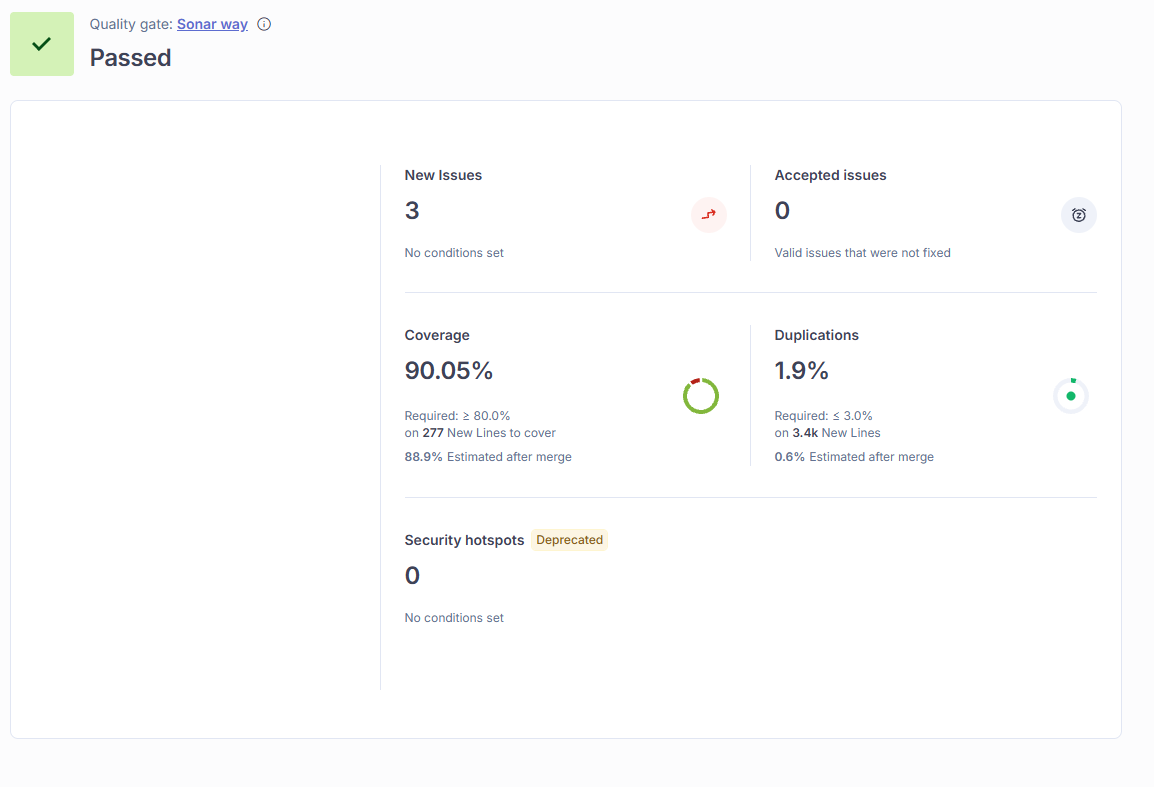 Quality gate: Sonar way
Passed
New Issues
3
No conditions set
Accepted issues
0
Valid issues that were not fixed
Coverage
90.05%
Required: ≥ 80.0%
on 277 New Lines to cover
88.9% Estimated after merge
Duplications
1.9%
Required: ≤ 3.0%
on 3.4k New Lines
0.6% Estimated after merge
Security hotspots Deprecated
0
No conditions set